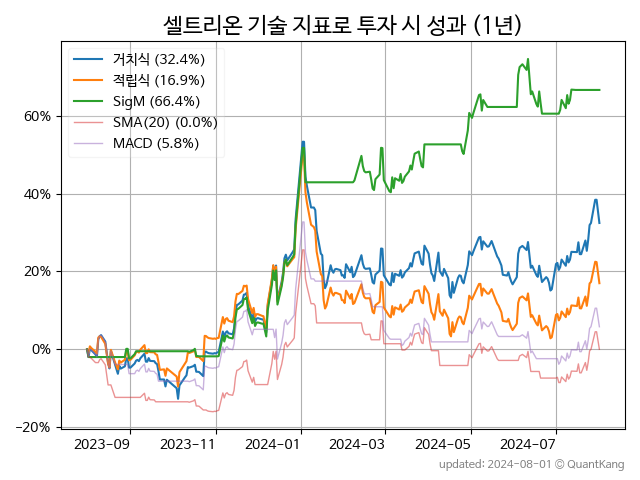 셀트리온 기술 지표로 투자 시 성과 (1년)
거치식 (32.4%)
적립식 (16.9%)
SigM (66.4%)
SMA(20) (0.0%)
MACD (5.8%)
60%
40%
20%
0%
−20%
2023-09 2023-11 2024-01 2024-03 2024-05 2024-07
updated: 2024-08-01 © QuantKang